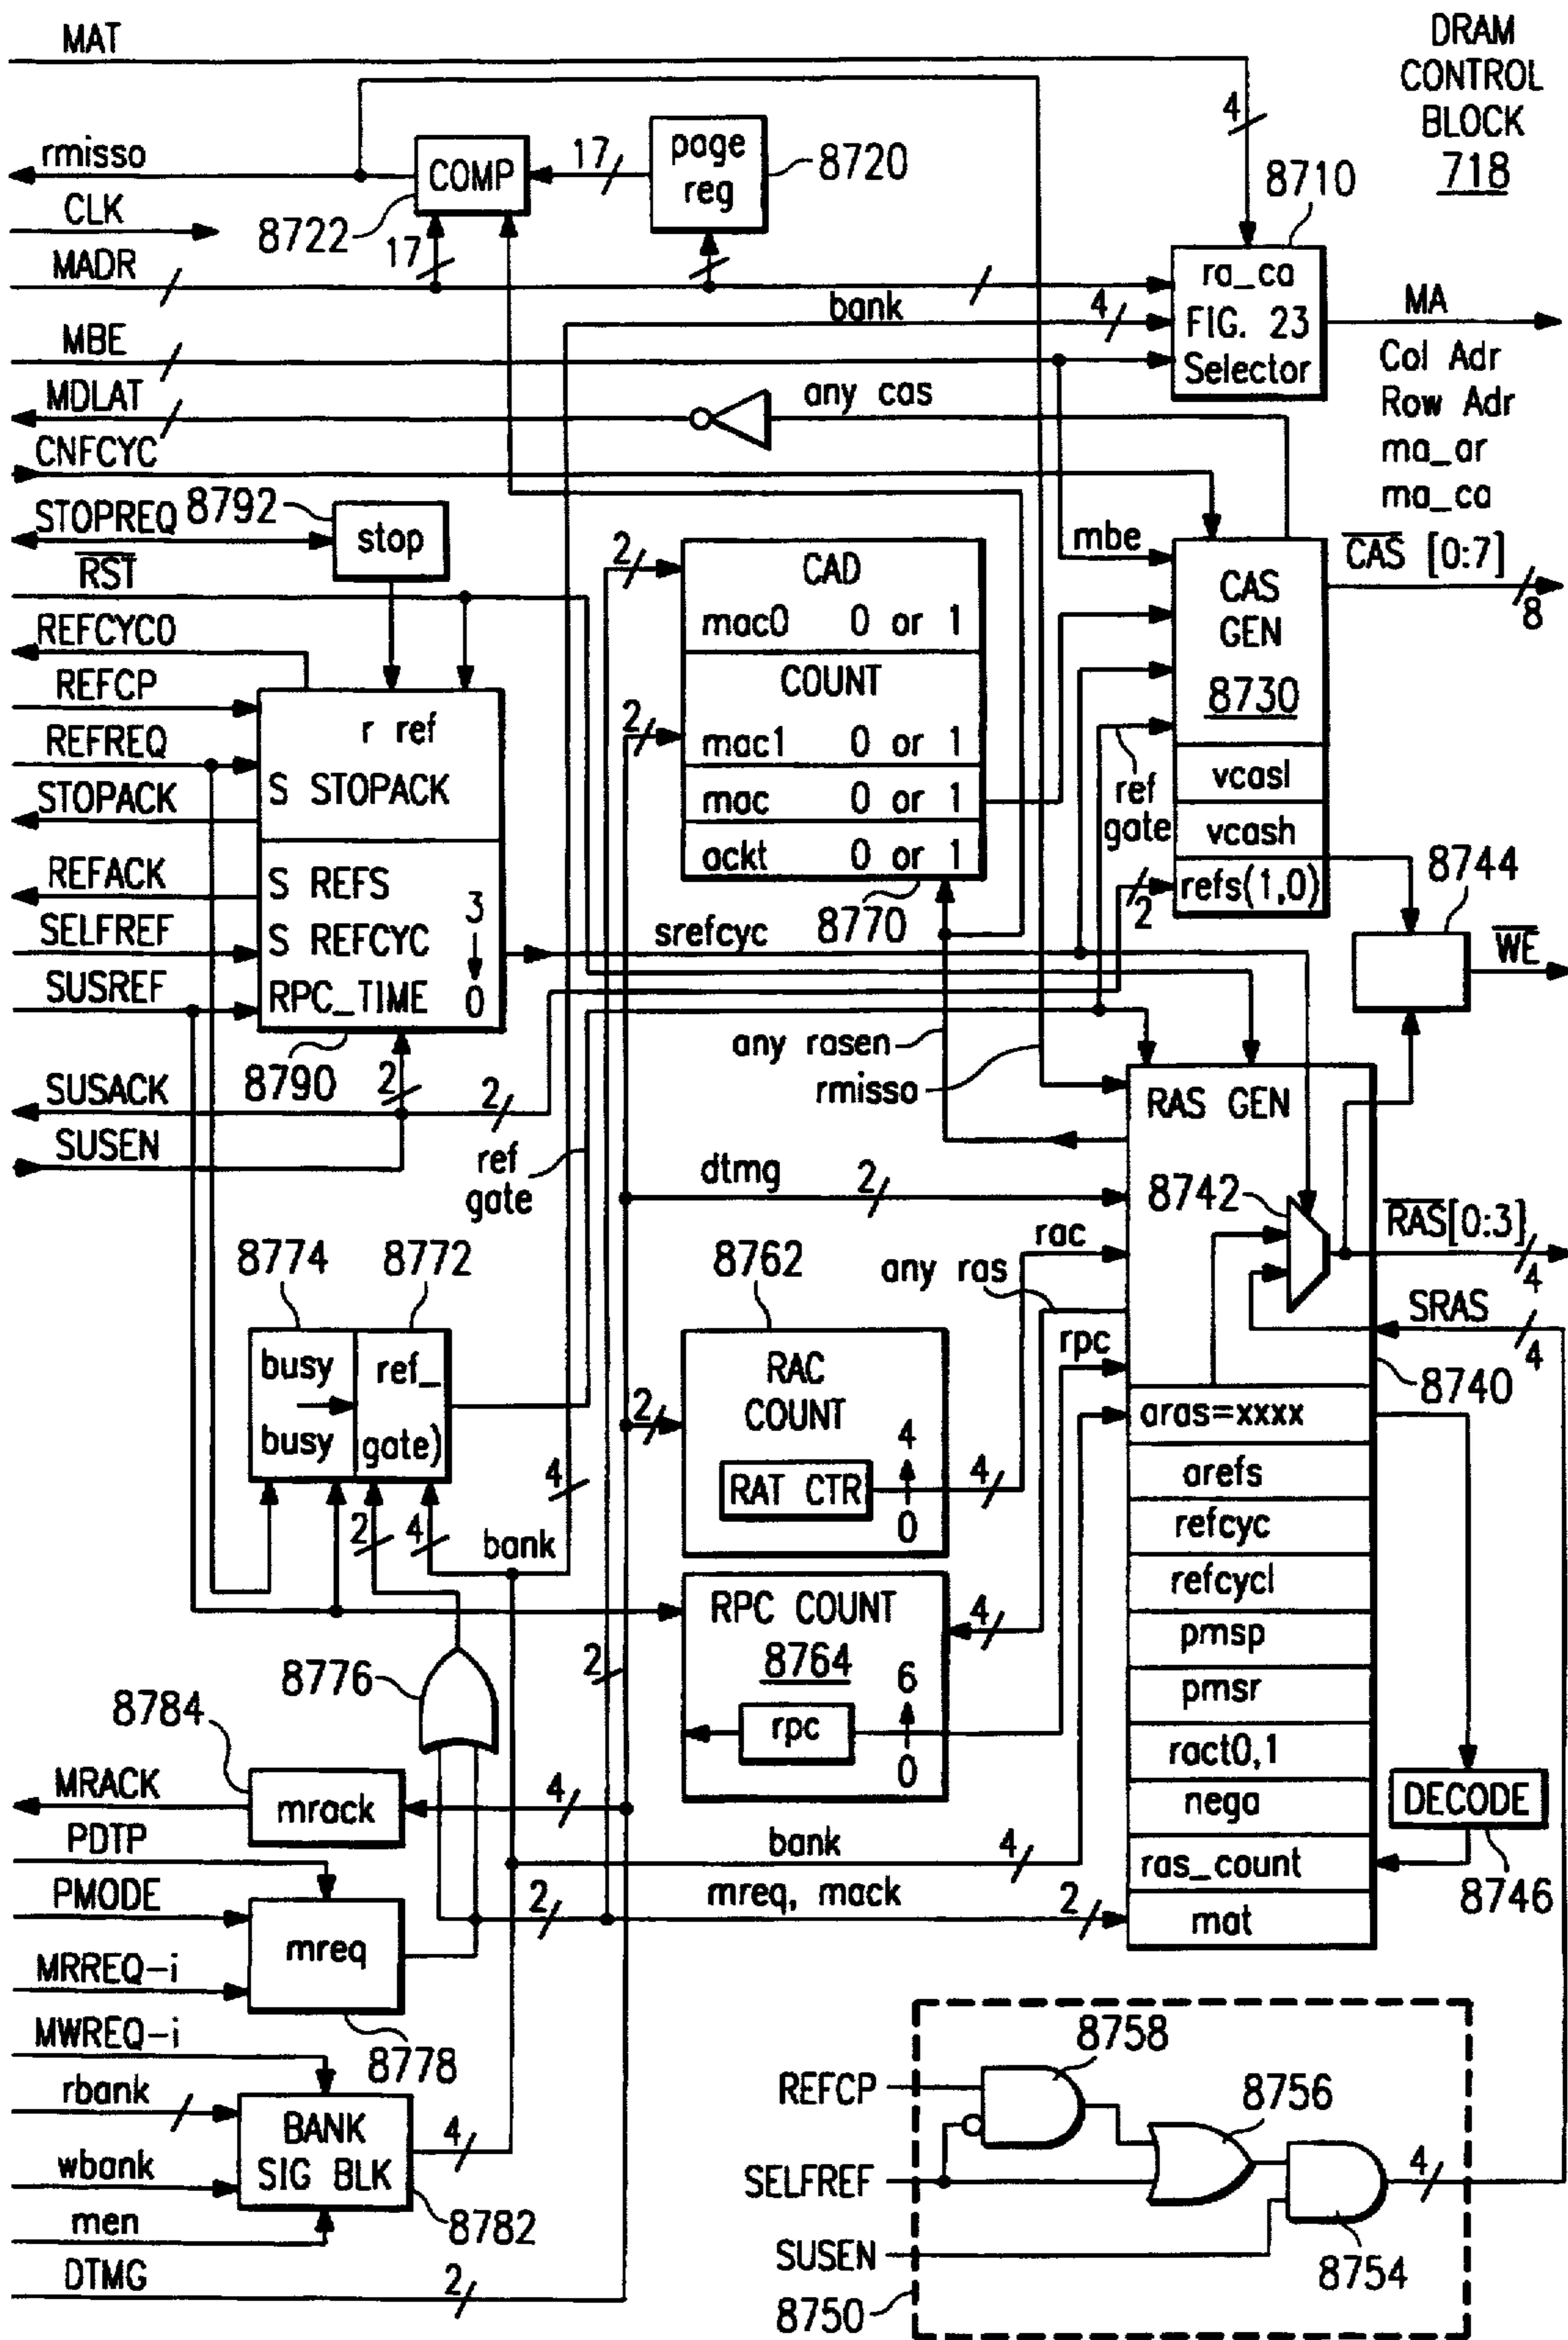 MAT
DRAM
CONTROL
BLOCK
718
4
rmisso
COMP
17
page
reg
8720
8710
CLK
8722
17
MADR
ra_ca
FIG. 23
Selector
bank
4
MA
MBE
Col Adr
Row Adr
ma_ar
ma_ca
MDLAT
any cas
CNFCYC
STOPREQ
8792
stop
RST
2
CAD
mac0 0 or 1
COUNT
mac1 0 or 1
mac 0 or 1
ackt 0 or 1
2
8770
mbe
CAS
GEN
8730
vcasl
vcash
refs(1,0)
CAS [0:7]
8
ref
gate
2
REFCYCO
REFCP
REFREQ
STOPACK
REFACK
SELFREF
SUSREF
r ref
S STOPACK
S REFS
S REFCYC
RPC_TIME
3
0
8790
srefcyc
8744
WE
any rasen
rmisso
2
2
SUSACK
SUSEN
ref
gate
RAS GEN
dtmg
2
8742
RAS[0:3]
4
rac
any ras
rpc
SRAS
4
8740
8774
8772
busy
busy
ref_
gate)
8762
RAC
COUNT
RAT CTR
4
0
4
2
4
2
4
bank
aras=xxxx
arefs
refcyc
refcycl
pmsp
pmsr
ract0,1
nega
ras_count
mat
RPC COUNT
8764
rpc
6
0
4
2
8776
8784
MRACK
mrack
4
DECODE
8746
PDTP
PMODE
MRREQ-i
mreq
8778
bank
4
mreq, mack
2
2
MWREQ-i
rbank
wbank
men
BANK
SIG BLK
4
8782
DTMG
2
REFCP
8758
8756
SELFREF
4
SUSEN
8754
8750